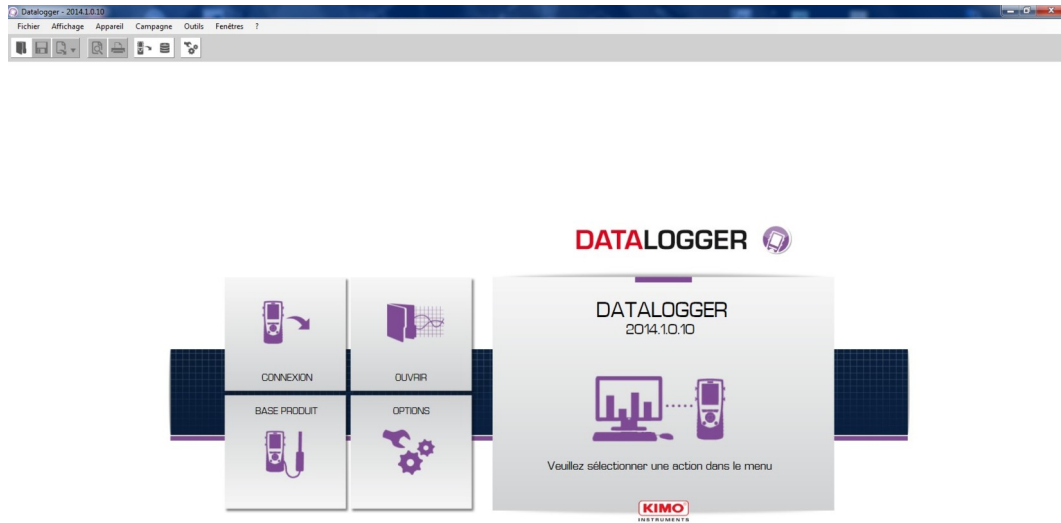 Datalogger - 2014.1.0.10
Fichier Affichage Appareil Campagne Outils Fenêtres ?
DATALOGGER
CONNEXION
OUVRIR
BASE PRODUIT
OPTIONS
DATALOGGER
2014.1.0.10
Veuillez sélectionner une action dans le menu
KIMO
INSTRUMENTS